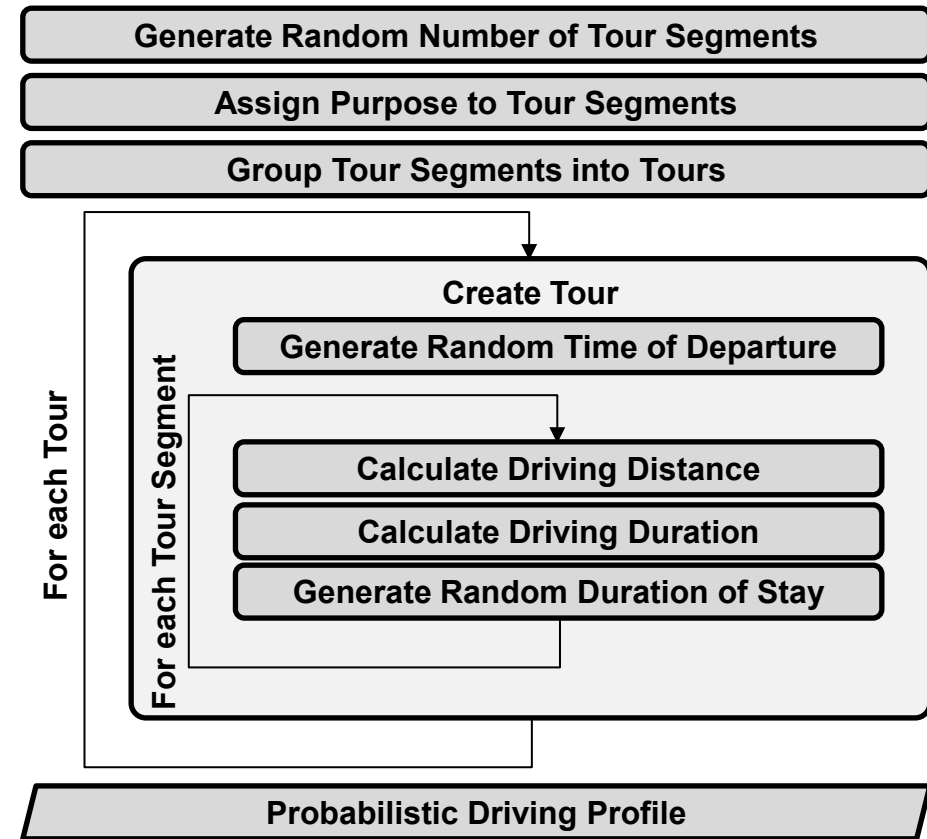 Generate Random Number of Tour Segments
Assign Purpose to Tour Segments
Group Tour Segments into Tours
For each Tour
Create Tour
Generate Random Time of Departure
For each Tour Segment
Calculate Driving Distance
Calculate Driving Duration
Generate Random Duration of Stay
Probabilistic Driving Profile